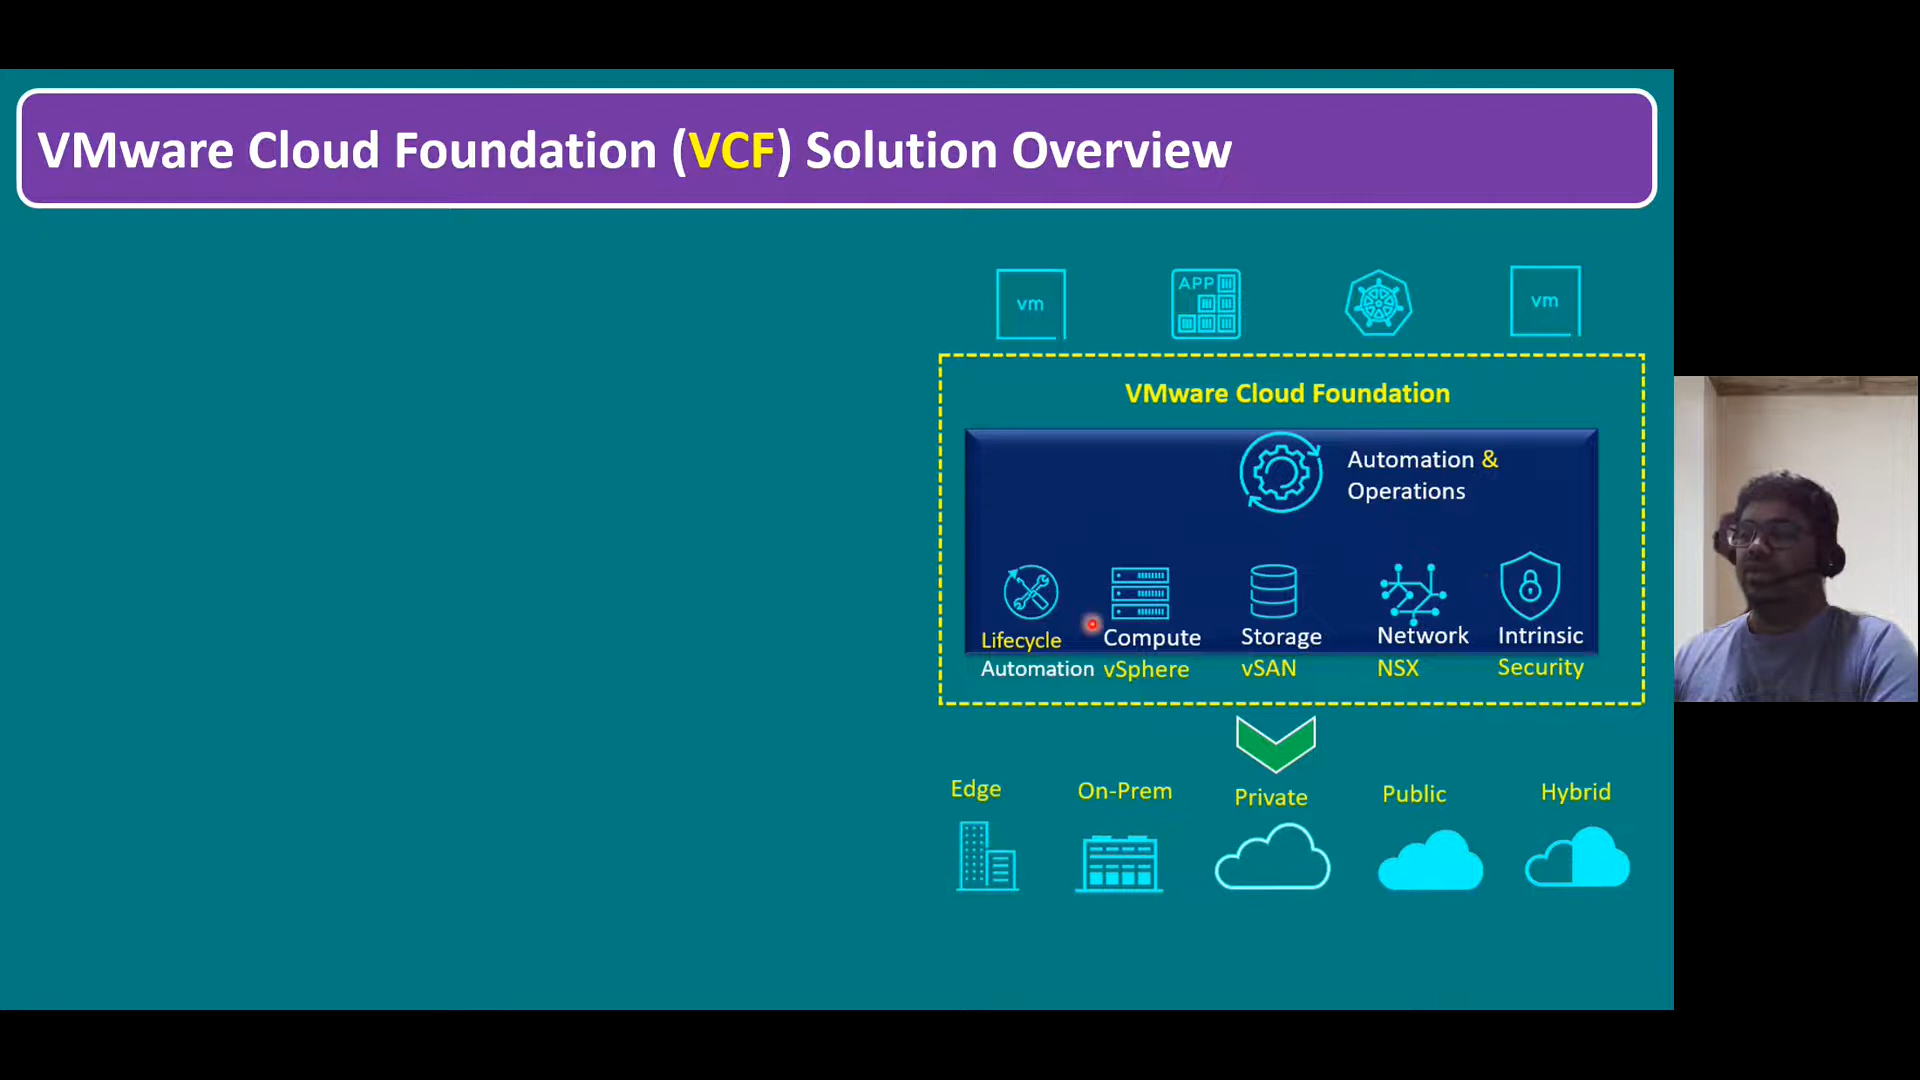 VMware Cloud Foundation (VCF) Solution Overview
vm
APP
vm
VMware Cloud Foundation
Automation &
Operations
Lifecycle
Automation
Compute
vSphere
Storage
vSAN
Network
NSX
Intrinsic
Security
Edge
On-Prem
Private
Public
Hybrid